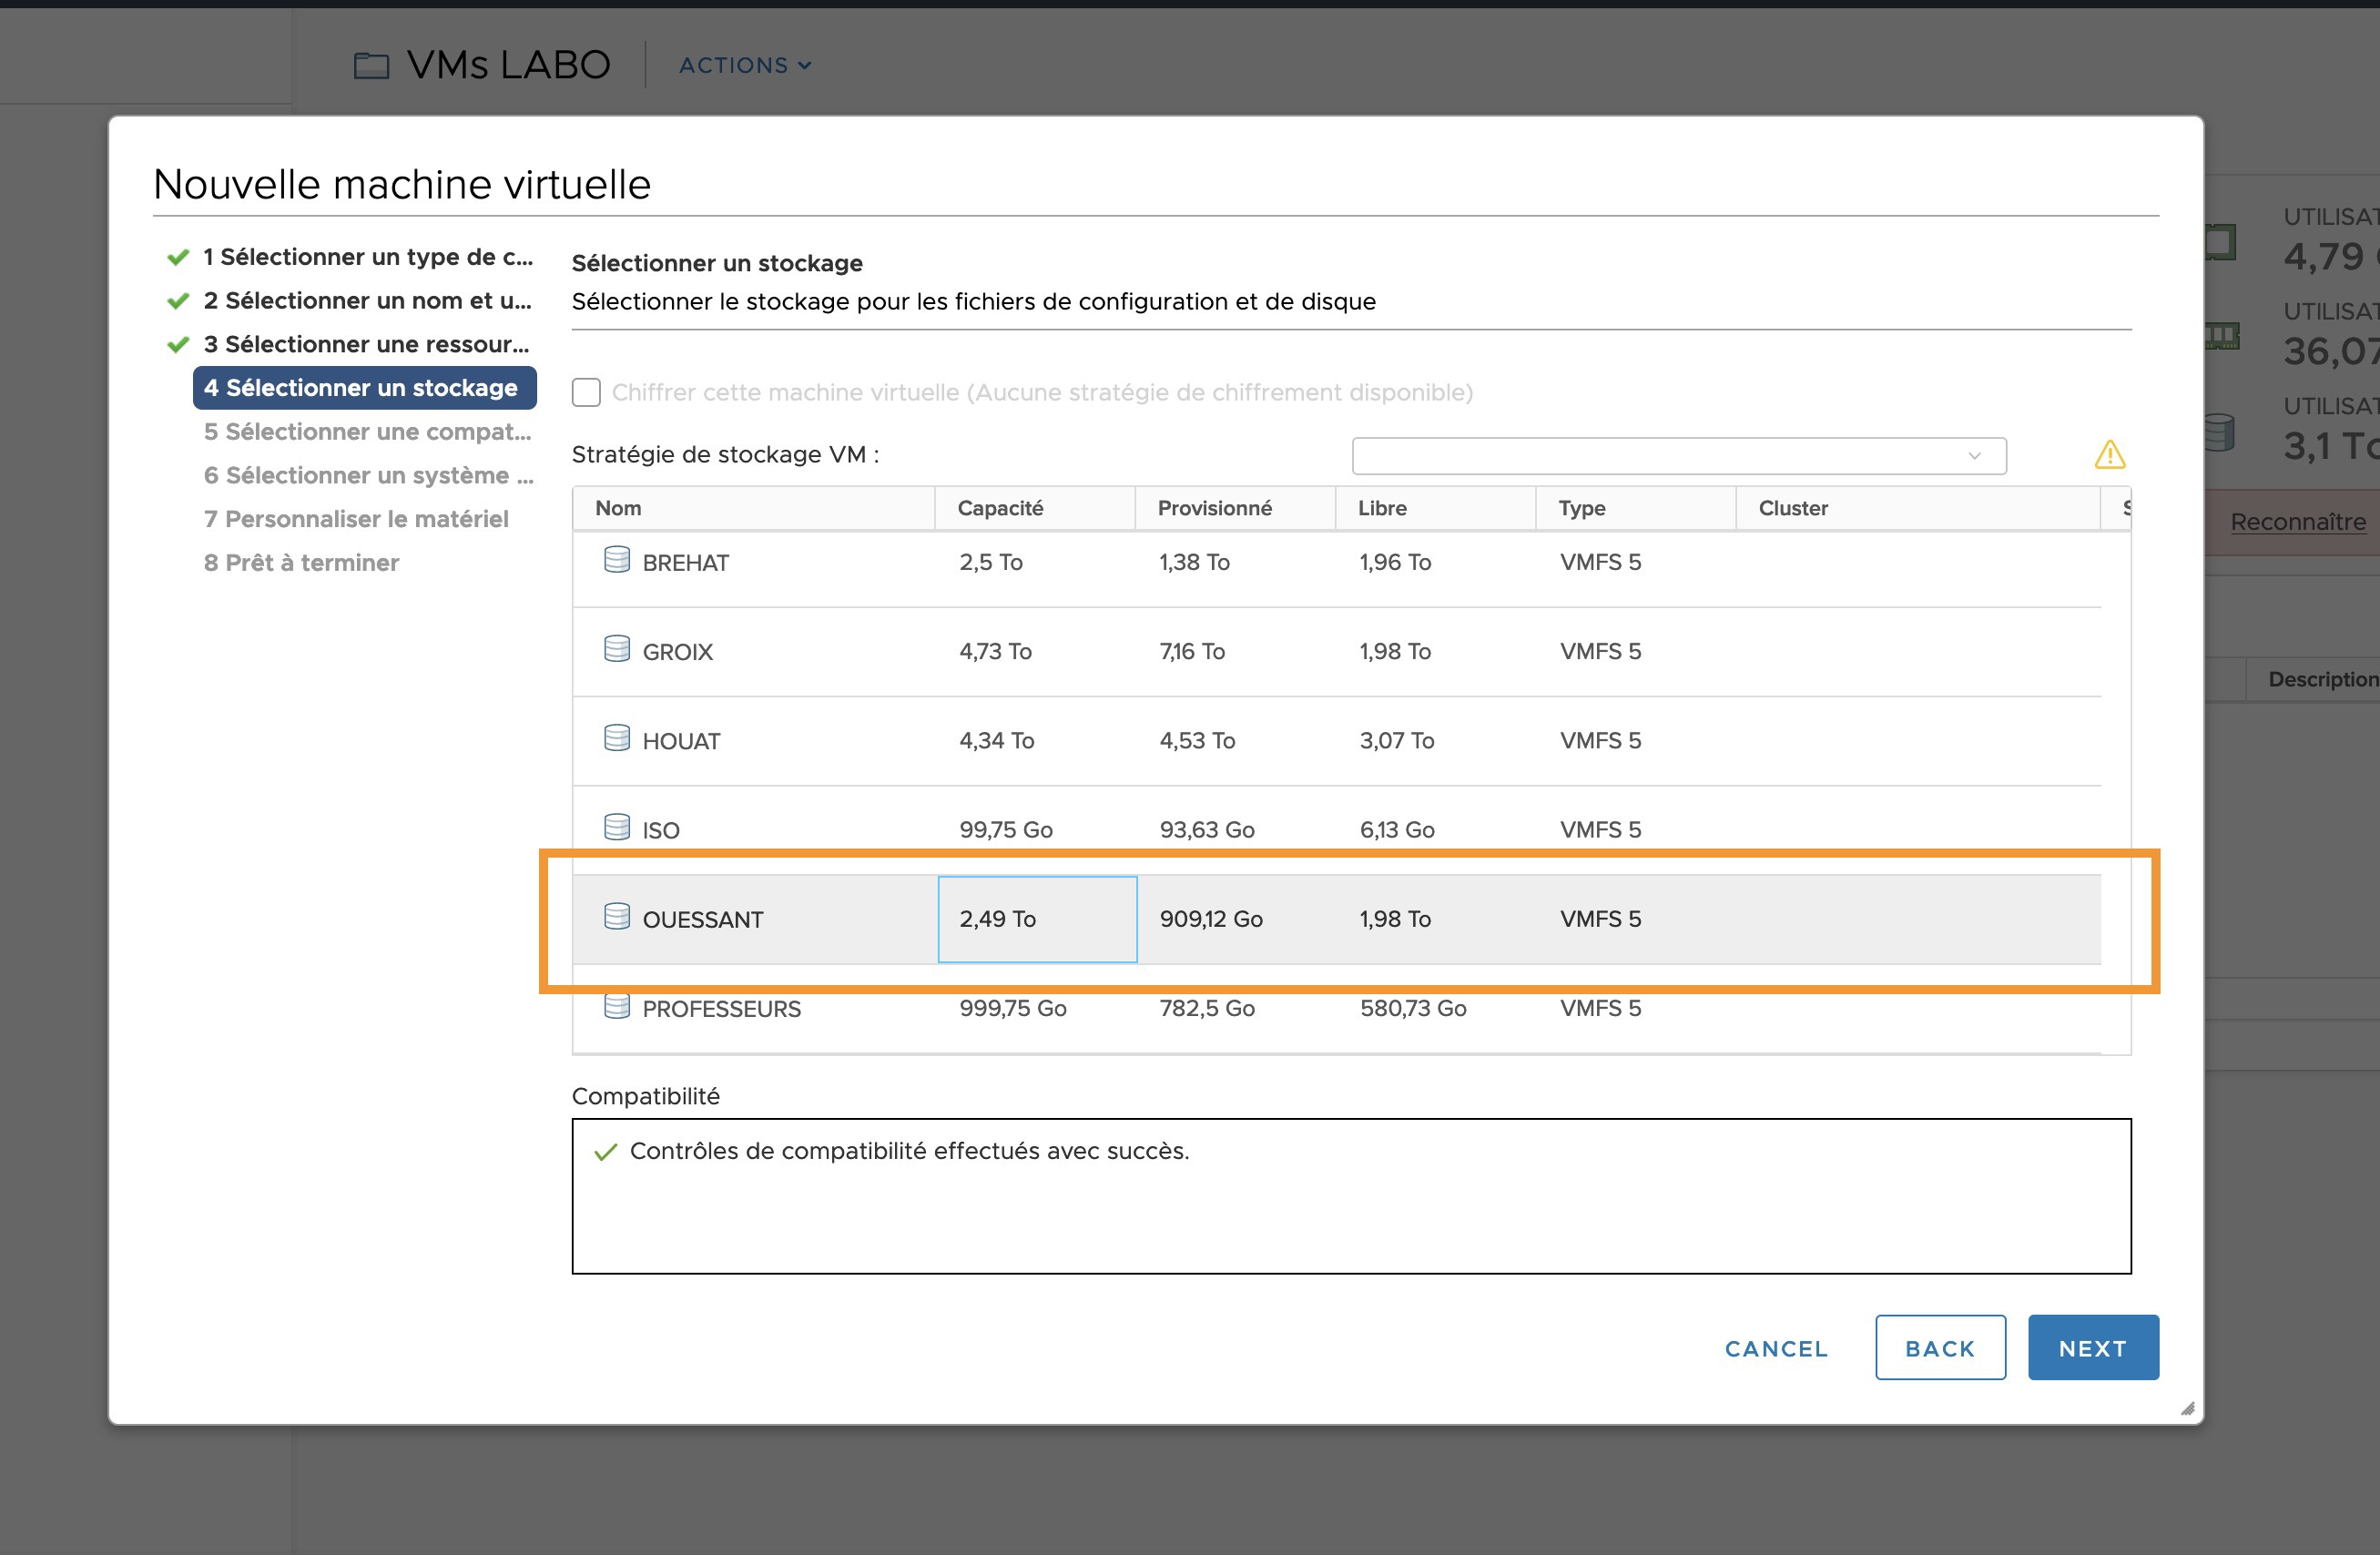 VMs LABO
ACTIONS
Nouvelle machine virtuelle
1 Sélectionner un type de c...
2 Sélectionner un nom et u...
3 Sélectionner une ressour...
4 Sélectionner un stockage
5 Sélectionner une compat...
6 Sélectionner un système ...
7 Personnaliser le matériel
8 Prêt à terminer
Sélectionner un stockage
Sélectionner le stockage pour les fichiers de configuration et de disque
Chiffrer cette machine virtuelle (Aucune stratégie de chiffrement disponible)
Stratégie de stockage VM :
Nom Capacité Provisionné Libre Type Cluster
BREHAT 2,5 To 1,38 To 1,96 To VMFS 5
GROIX 4,73 To 7,16 To 1,98 To VMFS 5
HOUAT 4,34 To 4,53 To 3,07 To VMFS 5
ISO 99,75 Go 93,63 Go 6,13 Go VMFS 5
OUESSANT 2,49 To 909,12 Go 1,98 To VMFS 5
PROFESSEURS 999,75 Go 782,5 Go 580,73 Go VMFS 5
Compatibilité
Contrôles de compatibilité effectués avec succès.
CANCEL BACK NEXT
UTILISAT
4,79
UTILISAT
36,07
UTILISAT
3,1 To
Reconnaître
Description